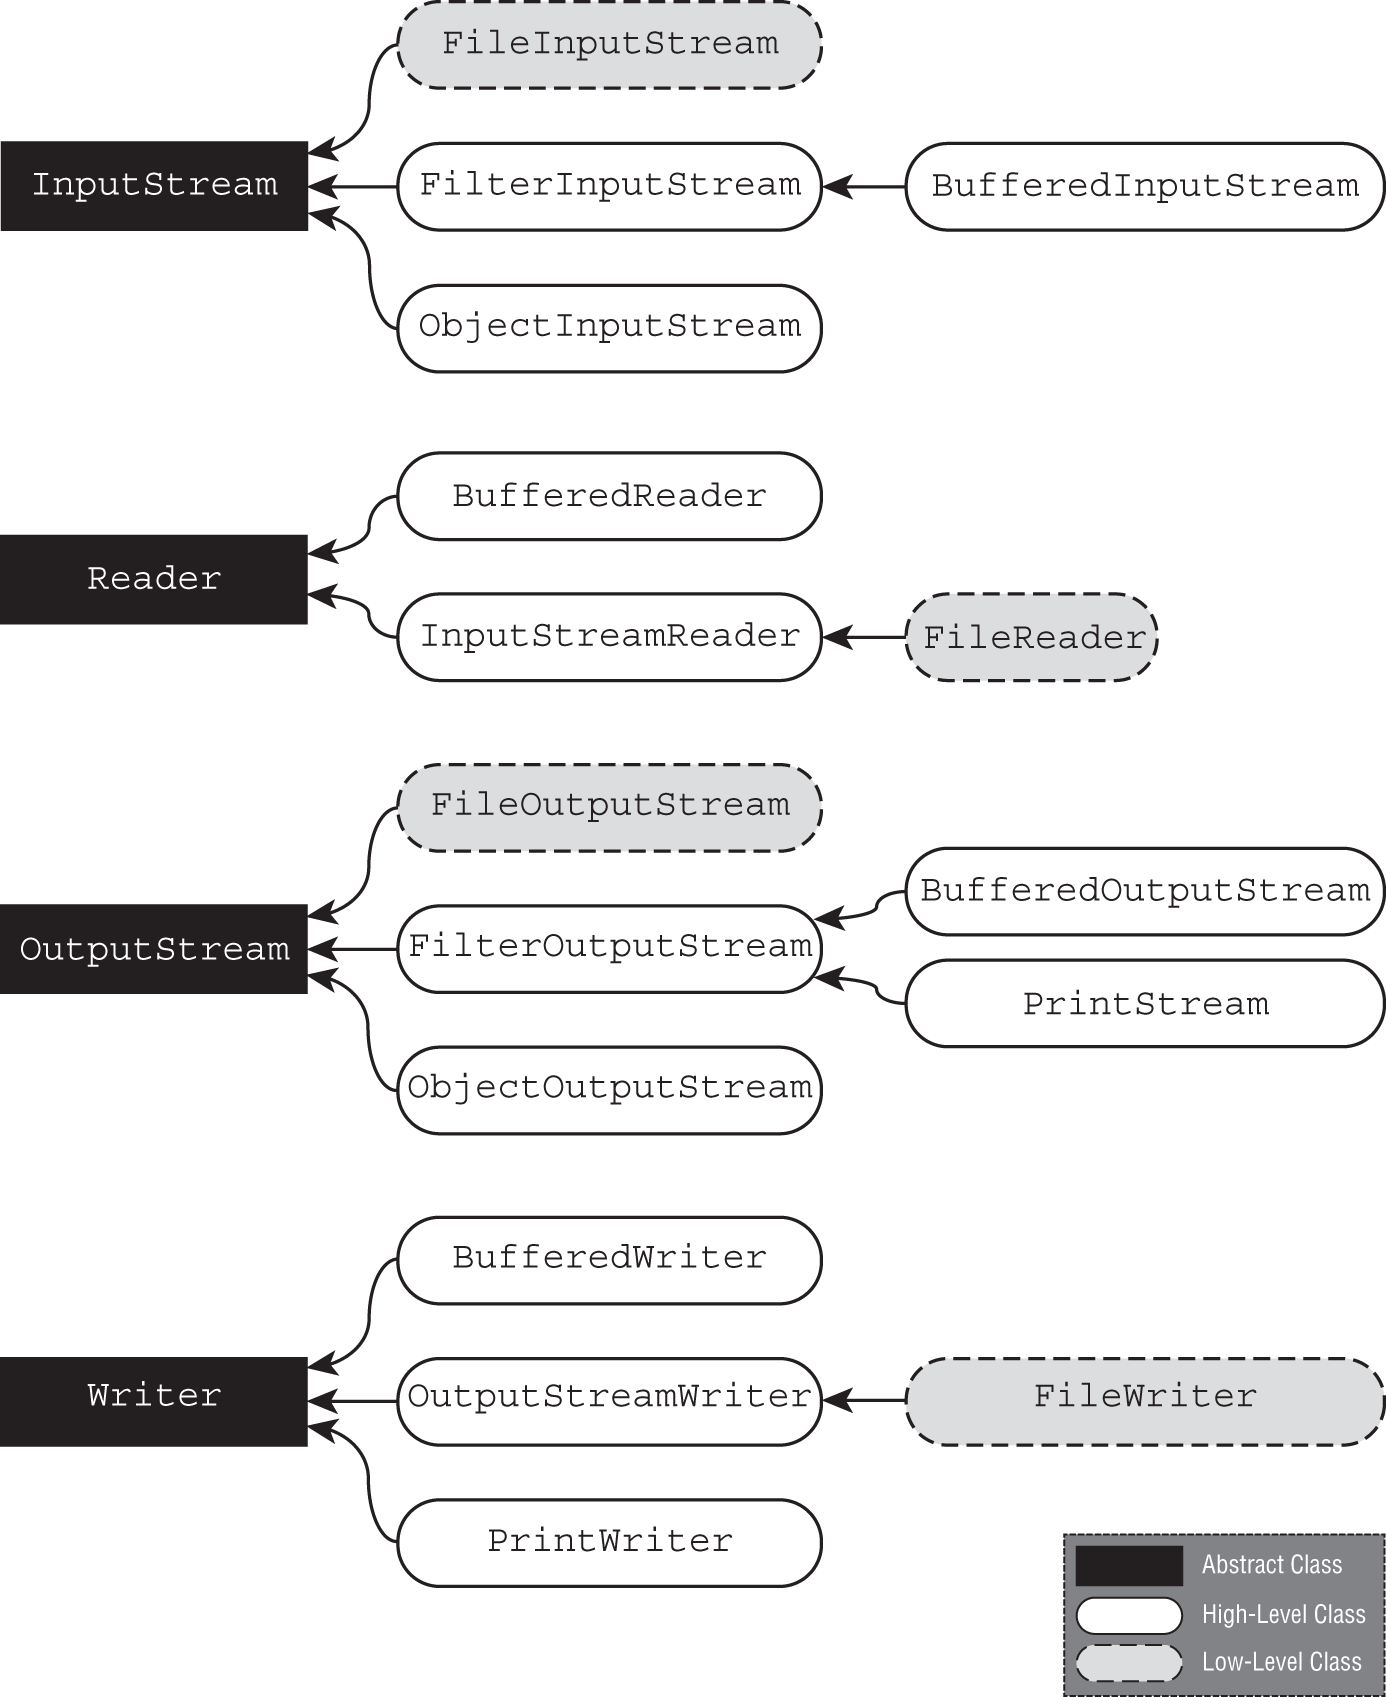 FileInputStream
InputStream
FilterInputStream
BufferedInputStream
ObjectInputStream
BufferedReader
Reader
InputStreamReader
FileReader
FileOutputStream
BufferedOutputStream
OutputStream
FilterOutputStream
PrintStream
ObjectOutputStream
BufferedWriter
Writer
OutputStreamWriter
FileWriter
PrintWriter
Abstract Class
High-Level Class
Low-Level Class